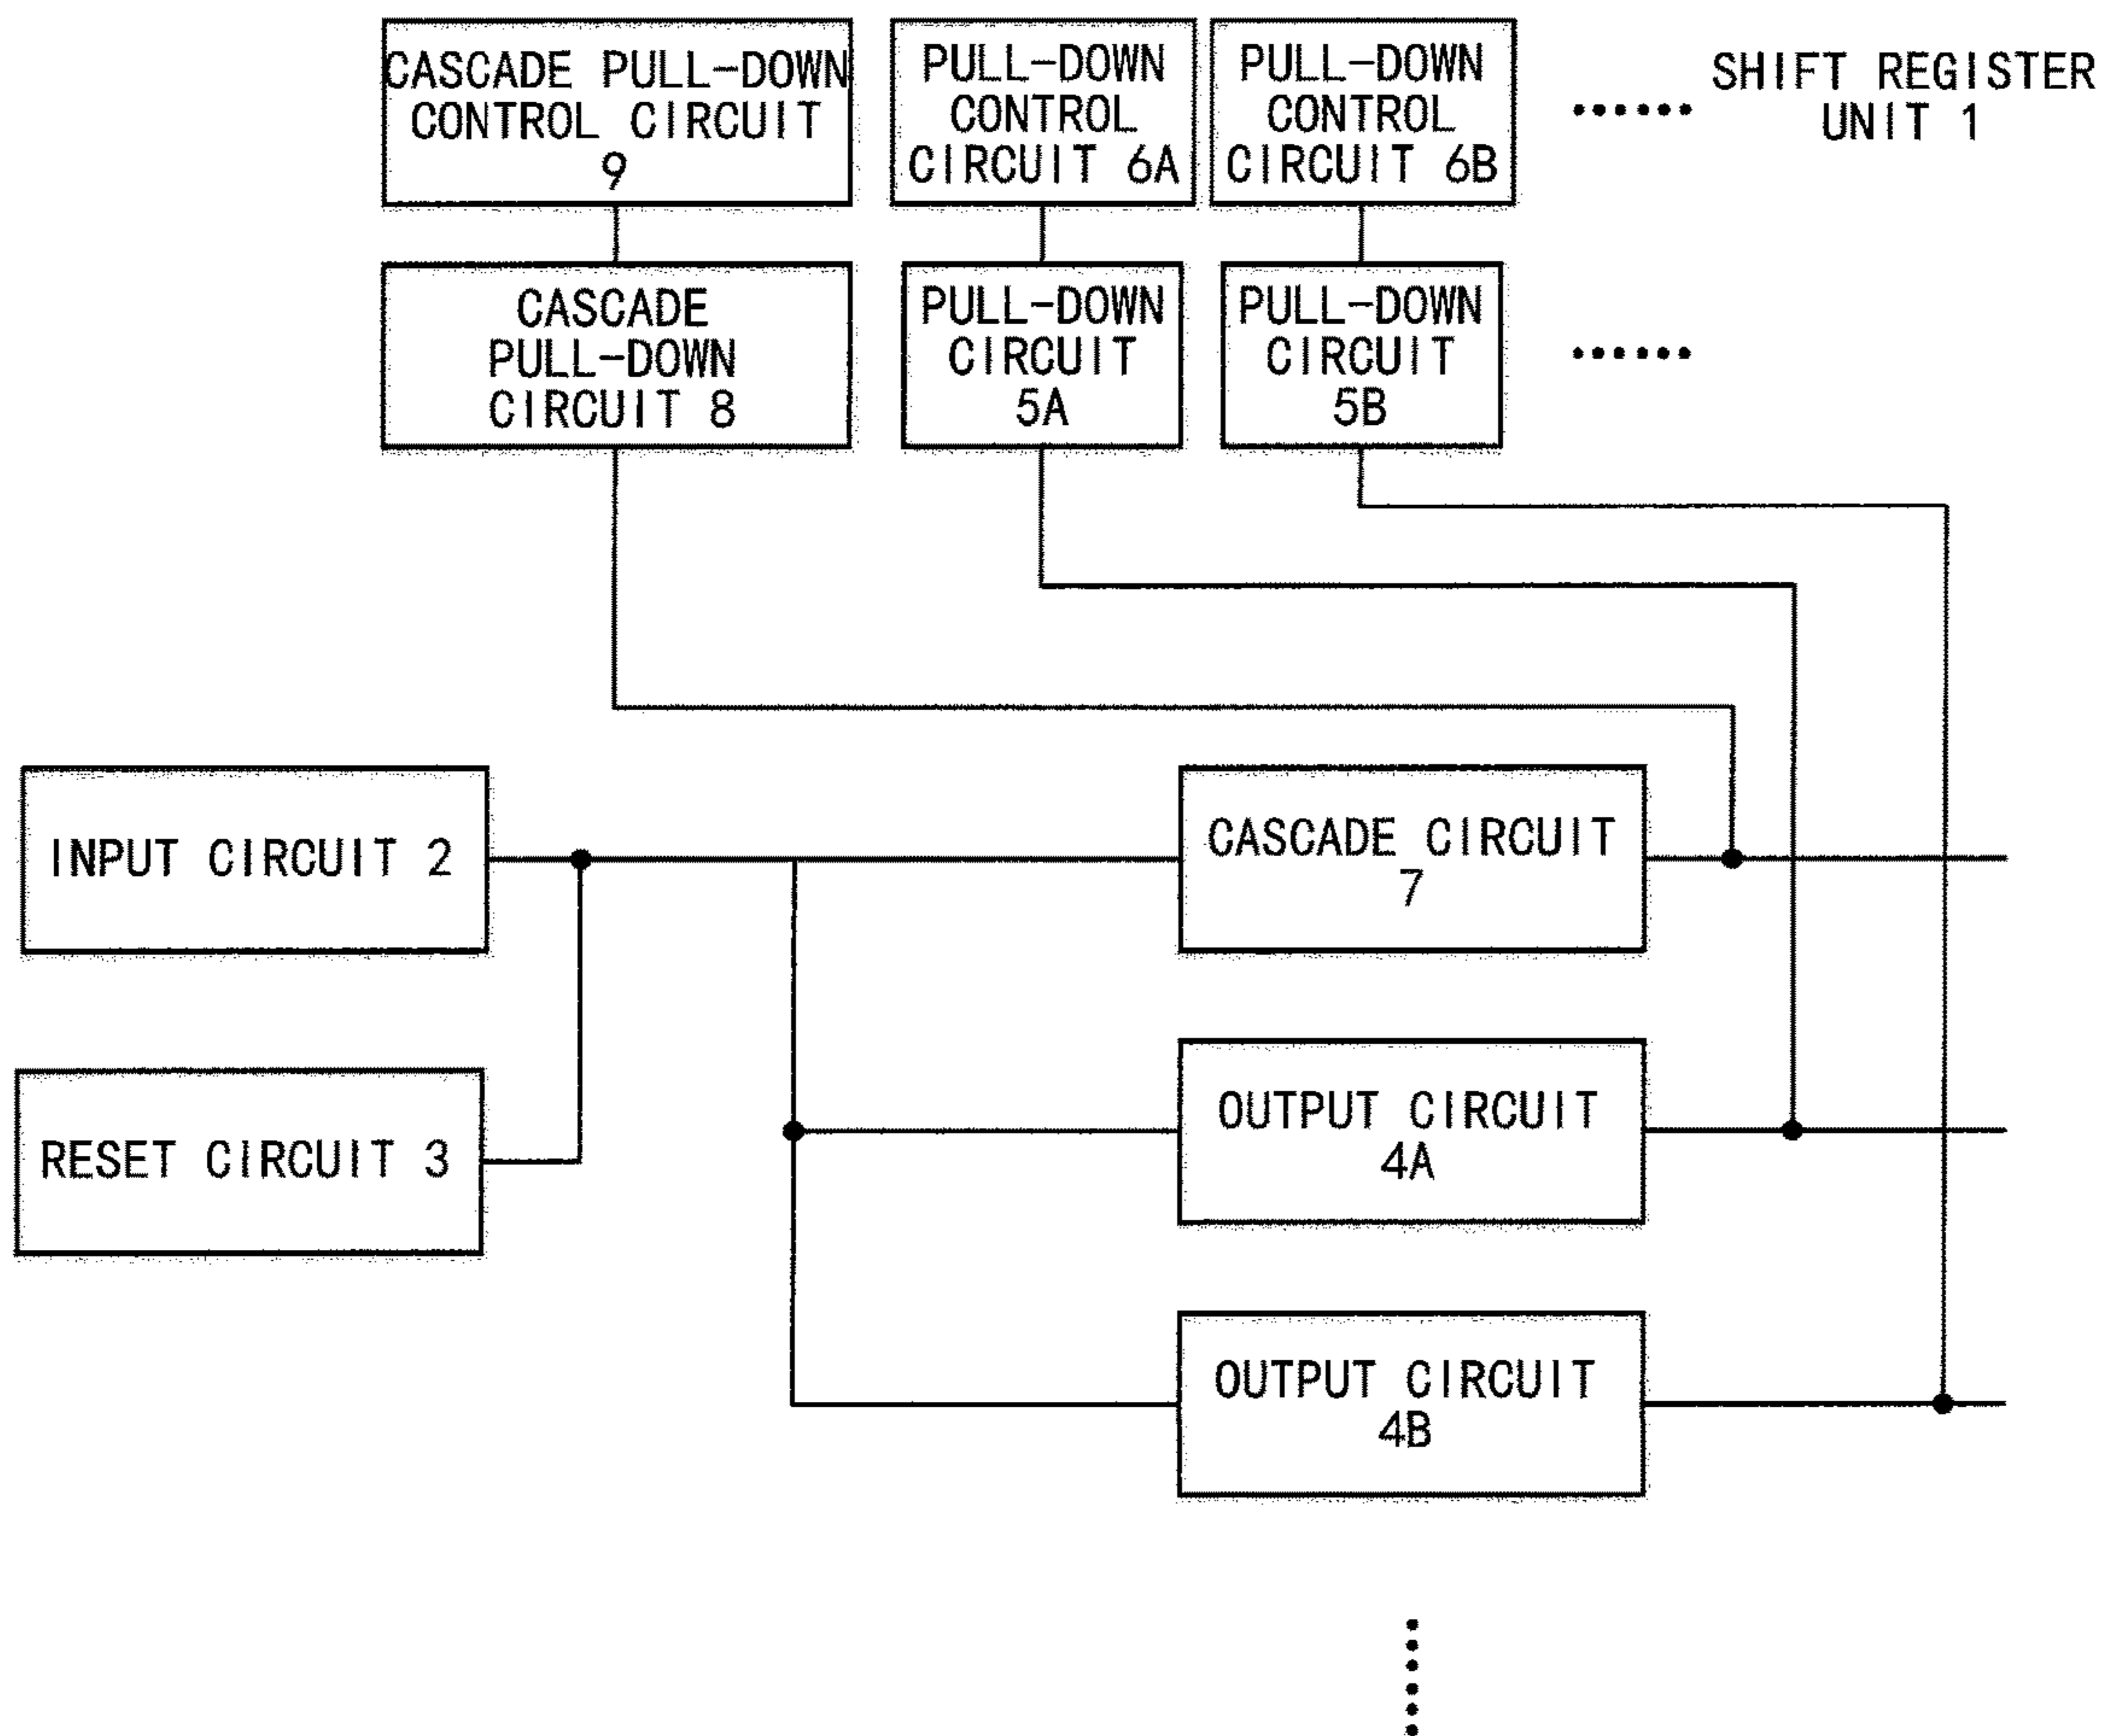 CASCADE PULL-DOWN
CONTROL CIRCUIT
9
PULL-DOWN
CONTROL
CIRCUIT 6A
PULL-DOWN
CONTROL
CIRCUIT 6B
......
SHIFT REGISTER
UNIT 1
CASCADE
PULL-DOWN
CIRCUIT 8
PULL-DOWN
CIRCUIT
5A
PULL-DOWN
CIRCUIT
5B
......
INPUT CIRCUIT 2
CASCADE CIRCUIT
7
RESET CIRCUIT 3
OUTPUT CIRCUIT
4A
OUTPUT CIRCUIT
4B